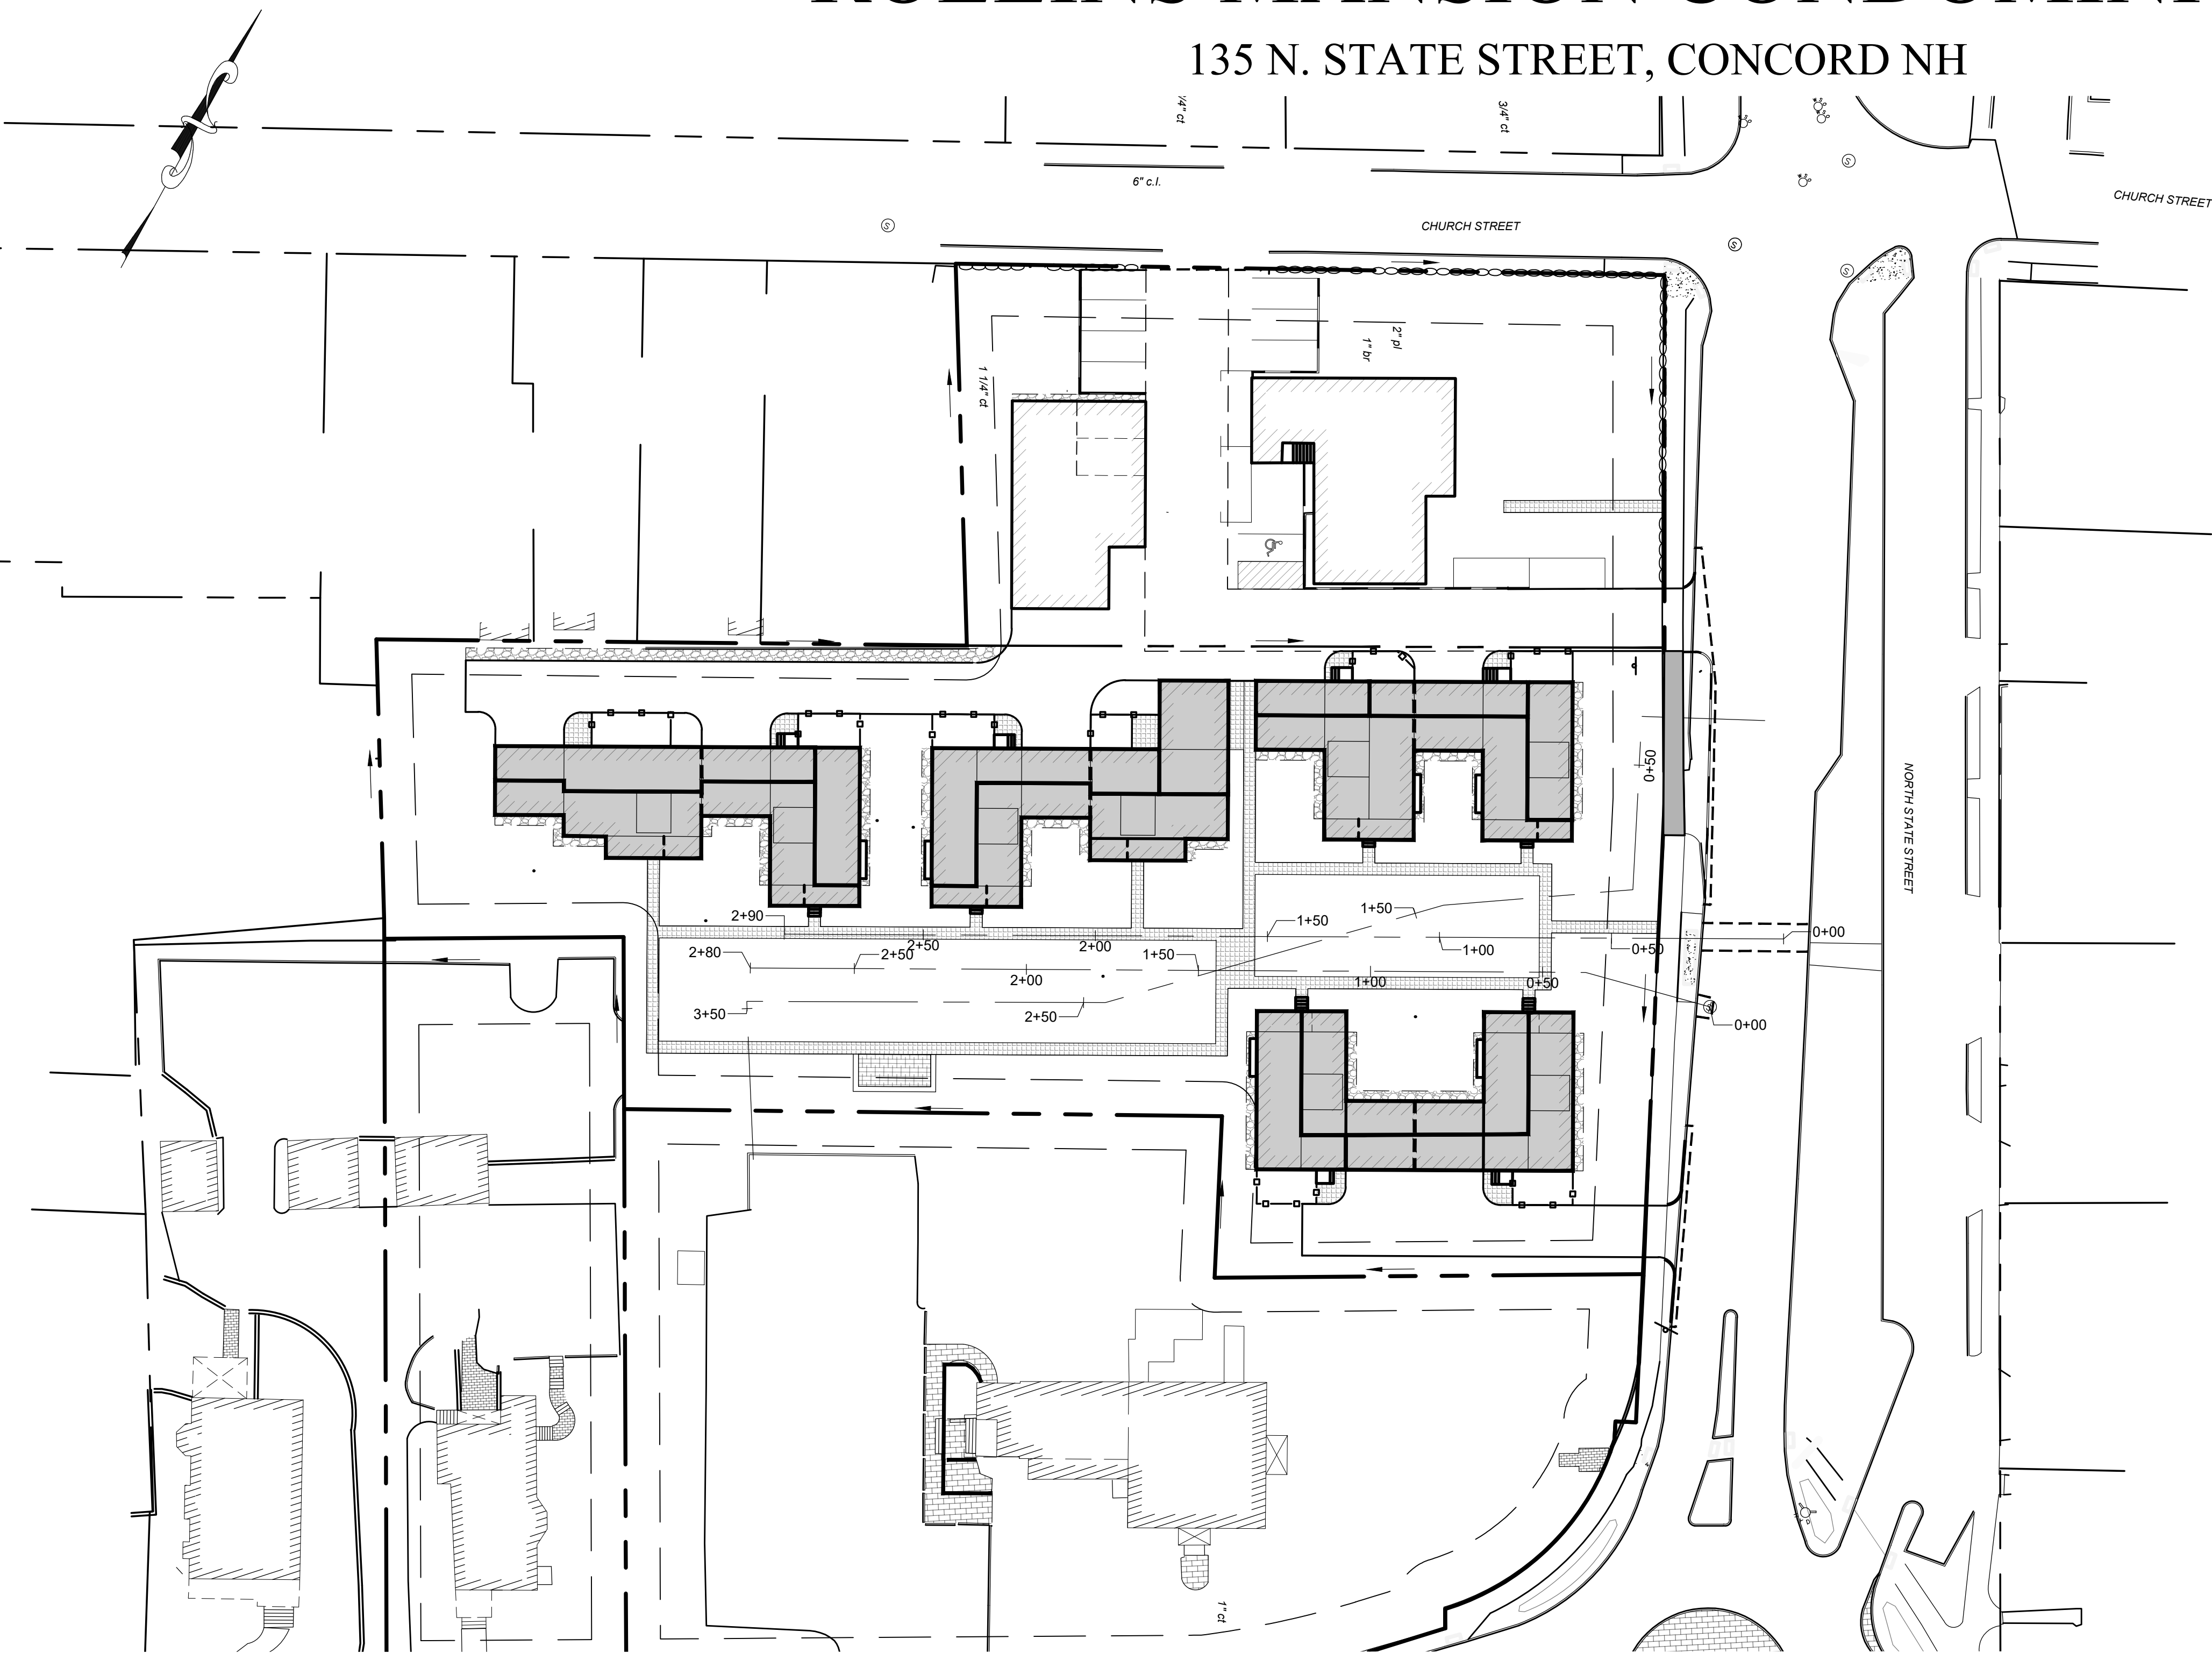 135 N. STATE STREET, CONCORD NH
1/4" ct
3/4" ct
6" c.I.
CHURCH STREET
CHURCH STREET
S
S
S
S
2" pl
1" br
1 1/4" ct
0+50
NORTH STATE STREET
2+90
1+50
1+50
2+50
2+00
0+00
2+80
2+50
1+50
1+00
0+50
2+00
1+00
0+50
3+50
2+50
0+00
1" ct